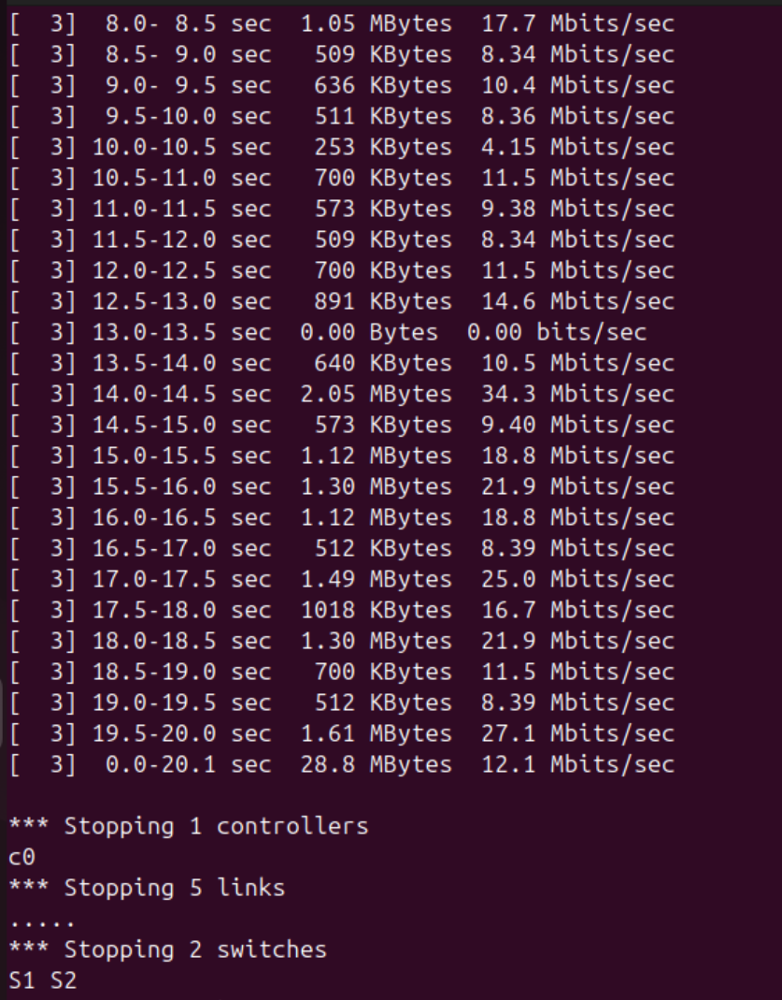 [  3]  8.0- 8.5 sec  1.05 MBytes  17.7 Mbits/sec
[  3]  8.5- 9.0 sec   509 KBytes  8.34 Mbits/sec
[  3]  9.0- 9.5 sec   636 KBytes  10.4 Mbits/sec
[  3]  9.5-10.0 sec   511 KBytes  8.36 Mbits/sec
[  3] 10.0-10.5 sec   253 KBytes  4.15 Mbits/sec
[  3] 10.5-11.0 sec   700 KBytes  11.5 Mbits/sec
[  3] 11.0-11.5 sec   573 KBytes  9.38 Mbits/sec
[  3] 11.5-12.0 sec   509 KBytes  8.34 Mbits/sec
[  3] 12.0-12.5 sec   700 KBytes  11.5 Mbits/sec
[  3] 12.5-13.0 sec   891 KBytes  14.6 Mbits/sec
[  3] 13.0-13.5 sec  0.00 Bytes  0.00 bits/sec
[  3] 13.5-14.0 sec   640 KBytes  10.5 Mbits/sec
[  3] 14.0-14.5 sec  2.05 MBytes  34.3 Mbits/sec
[  3] 14.5-15.0 sec   573 KBytes  9.40 Mbits/sec
[  3] 15.0-15.5 sec  1.12 MBytes  18.8 Mbits/sec
[  3] 15.5-16.0 sec  1.30 MBytes  21.9 Mbits/sec
[  3] 16.0-16.5 sec  1.12 MBytes  18.8 Mbits/sec
[  3] 16.5-17.0 sec   512 KBytes  8.39 Mbits/sec
[  3] 17.0-17.5 sec  1.49 MBytes  25.0 Mbits/sec
[  3] 17.5-18.0 sec  1018 KBytes  16.7 Mbits/sec
[  3] 18.0-18.5 sec  1.30 MBytes  21.9 Mbits/sec
[  3] 18.5-19.0 sec   700 KBytes  11.5 Mbits/sec
[  3] 19.0-19.5 sec   512 KBytes  8.39 Mbits/sec
[  3] 19.5-20.0 sec  1.61 MBytes  27.1 Mbits/sec
[  3]  0.0-20.1 sec  28.8 MBytes  12.1 Mbits/sec
*** Stopping 1 controllers
c0
*** Stopping 5 links
.....
*** Stopping 2 switches
S1 S2